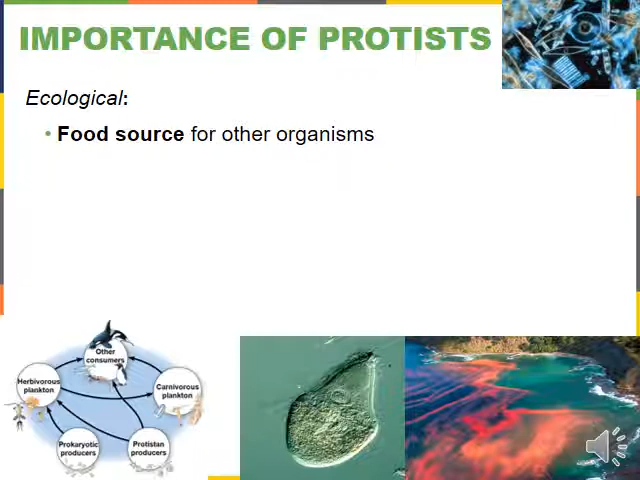 IMPORTANCE OF PROTISTS
Ecological:
• Food source for other organisms
Other
consumers
Herbivorous
plankton
Carnivorous
plankton
Prokaryotic
producers
Protistan
producers